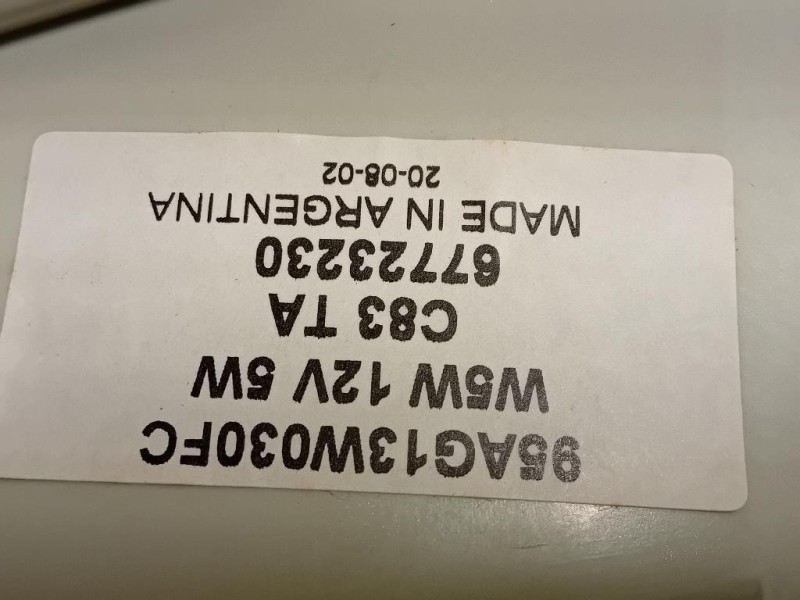 95AG13W030FC
W5W 12V 5W
C83 TA
67723230
MADE IN ARGENTINA
20-08-02